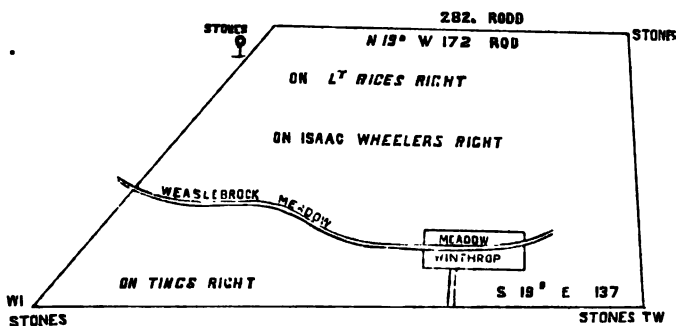 282. RODD
STONES
N 19° W 172 ROD
STONES
ON Lᵀ RICES RIGHT
ON ISAAC WHEELERS RIGHT
WEASLEBROCK MEADOW
MEADOW
WINTHROP
ON TINGS RIGHT
S 19° E 137
WI
STONES
STONES TW